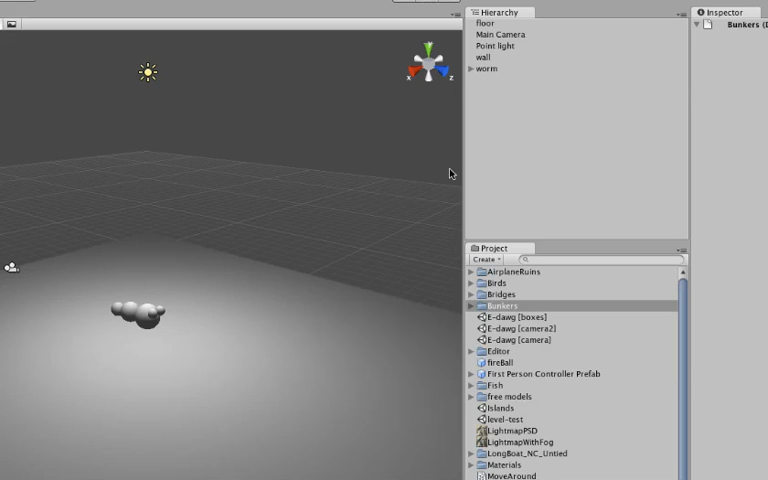 Hierarchy
floor
Main Camera
Point light
wall
worm
Inspector
Bunkers (D
x
z
Project
Create
AirplaneRuins
Birds
Bridges
Bunkers
E-dawg [boxes]
E-dawg [camera2]
E-dawg [camera]
Editor
fireBall
First Person Controller Prefab
Fish
free models
Islands
level-test
LightmapPSD
LightmapWithFog
LongBoat_NC_Untied
Materials
MoveAround